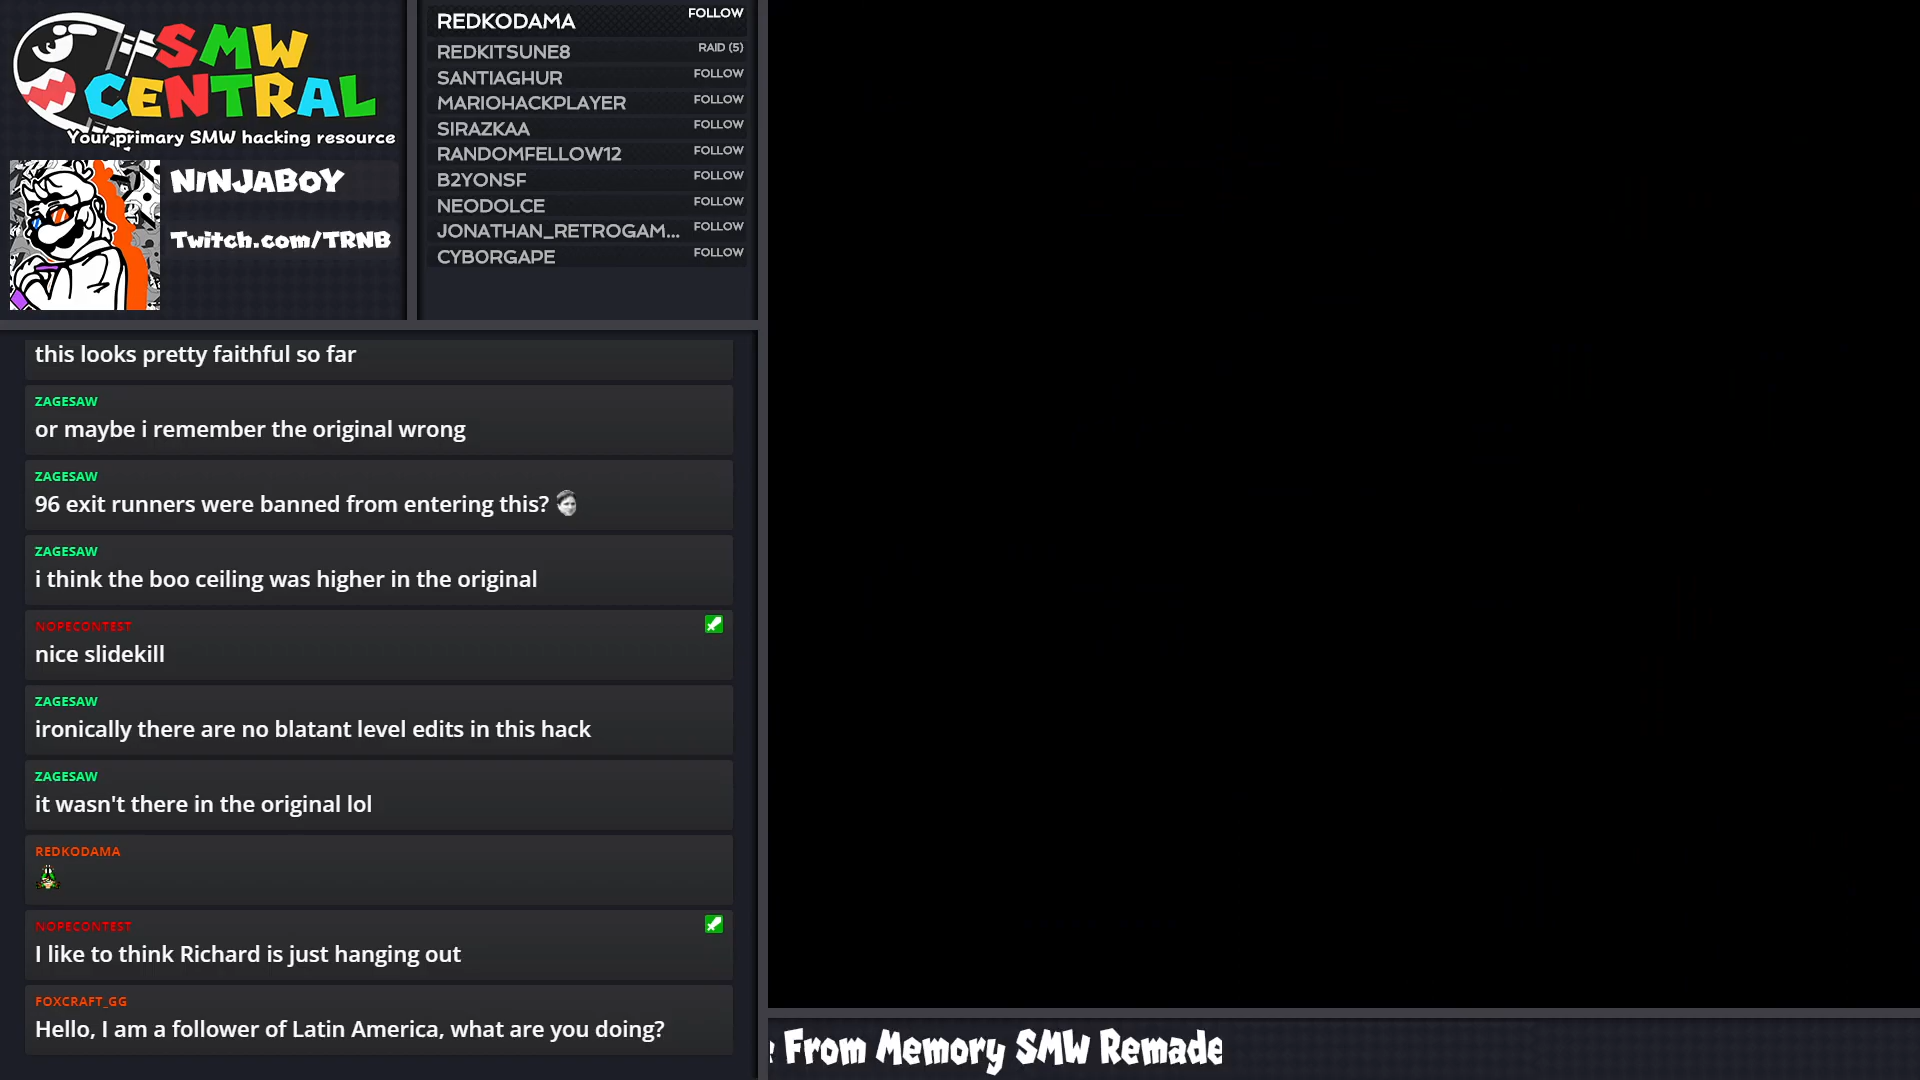 SMW
CENTRAL
Your primary SMW hacking resource
NINJABOY
Twitch.com/TRNB
REDKODAMA FOLLOW
REDKITSUNE8 RAID (5)
SANTIAGHUR FOLLOW
MARIOHACKPLAYER FOLLOW
SIRAZKAA FOLLOW
RANDOMFELLOW12 FOLLOW
B2YONSF FOLLOW
NEODOLCE FOLLOW
JONATHAN_RETROGAM... FOLLOW
CYBORGAPE FOLLOW
this looks pretty faithful so far
ZAGESAW
or maybe i remember the original wrong
ZAGESAW
96 exit runners were banned from entering this?
ZAGESAW
i think the boo ceiling was higher in the original
NOPECONTEST
nice slidekill
ZAGESAW
ironically there are no blatant level edits in this hack
ZAGESAW
it wasn't there in the original lol
REDKODAMA
NOPECONTEST
I like to think Richard is just hanging out
FOXCRAFT_GG
Hello, I am a follower of Latin America, what are you doing?
From Memory SMW Remade